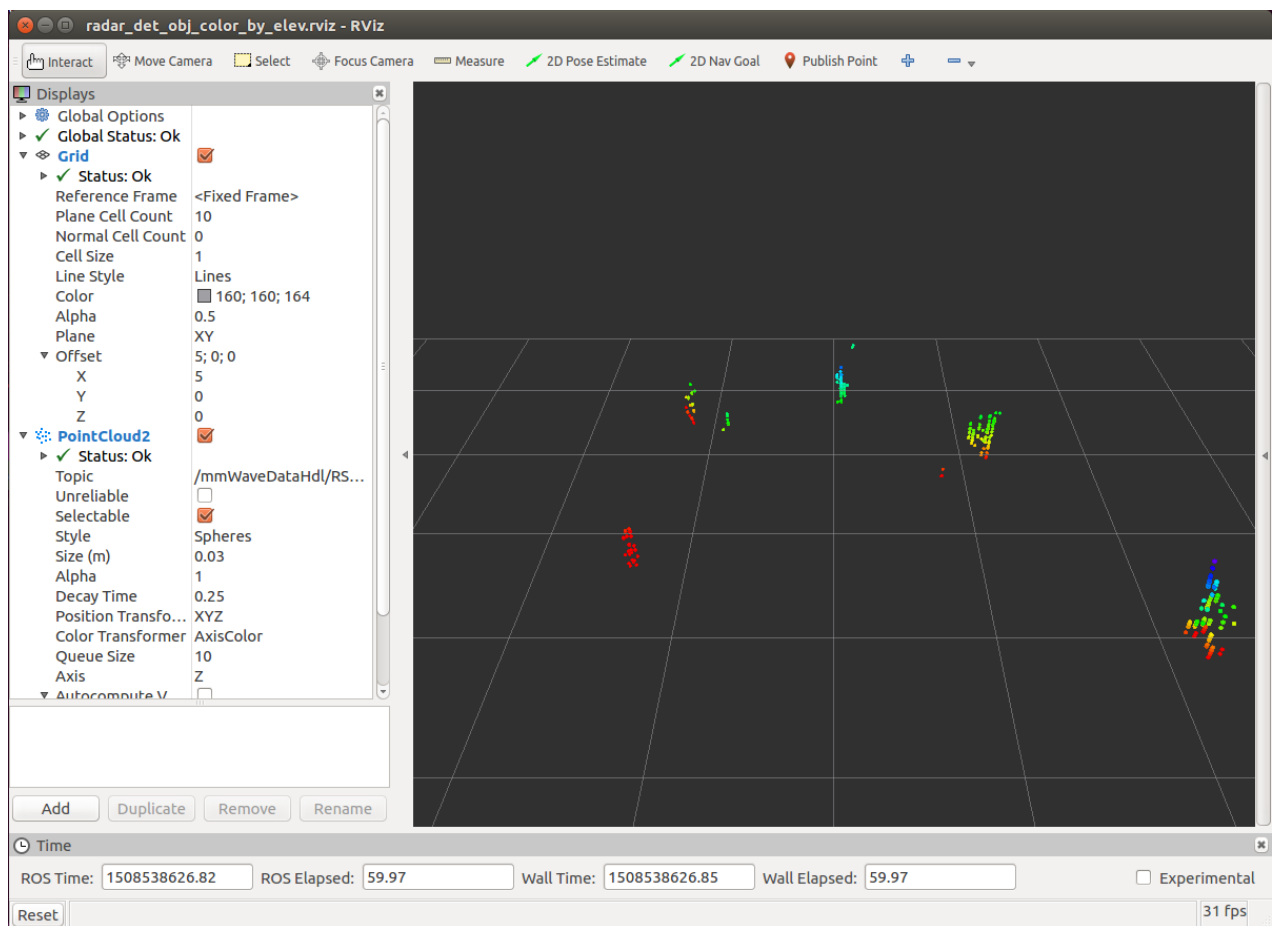 radar_det_obj_color_by_elev.rviz - RViz
Interact Move Camera Select Focus Camera Measure 2D Pose Estimate 2D Nav Goal Publish Point
Displays
Global Options
Global Status: Ok
Grid
Status: Ok
Reference Frame <Fixed Frame>
Plane Cell Count 10
Normal Cell Count 0
Cell Size 1
Line Style Lines
Color 160; 160; 164
Alpha 0.5
Plane XY
Offset 5; 0; 0
X 5
Y 0
Z 0
PointCloud2
Status: Ok
Topic /mmWaveDataHdl/RS...
Unreliable
Selectable
Style Spheres
Size (m) 0.03
Alpha 1
Decay Time 0.25
Position Transfo... XYZ
Color Transformer AxisColor
Queue Size 10
Axis Z
Autocompute V
Add Duplicate Remove Rename
Time
ROS Time: 1508538626.82 ROS Elapsed: 59.97 Wall Time: 1508538626.85 Wall Elapsed: 59.97 Experimental
Reset 31 fps